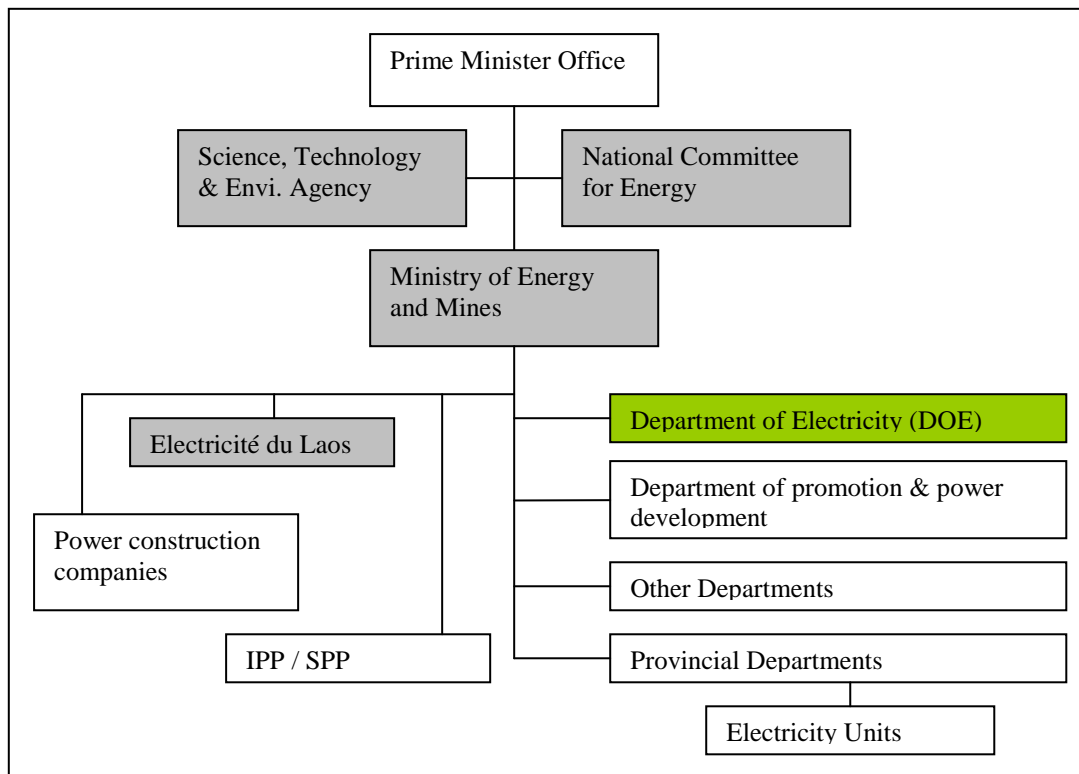 Prime Minister Office
Science, Technology
& Envi. Agency
National Committee
for Energy
Ministry of Energy
and Mines
Electricité du Laos
Power construction
companies
IPP / SPP
Department of Electricity (DOE)
Department of promotion & power
development
Other Departments
Provincial Departments
Electricity Units